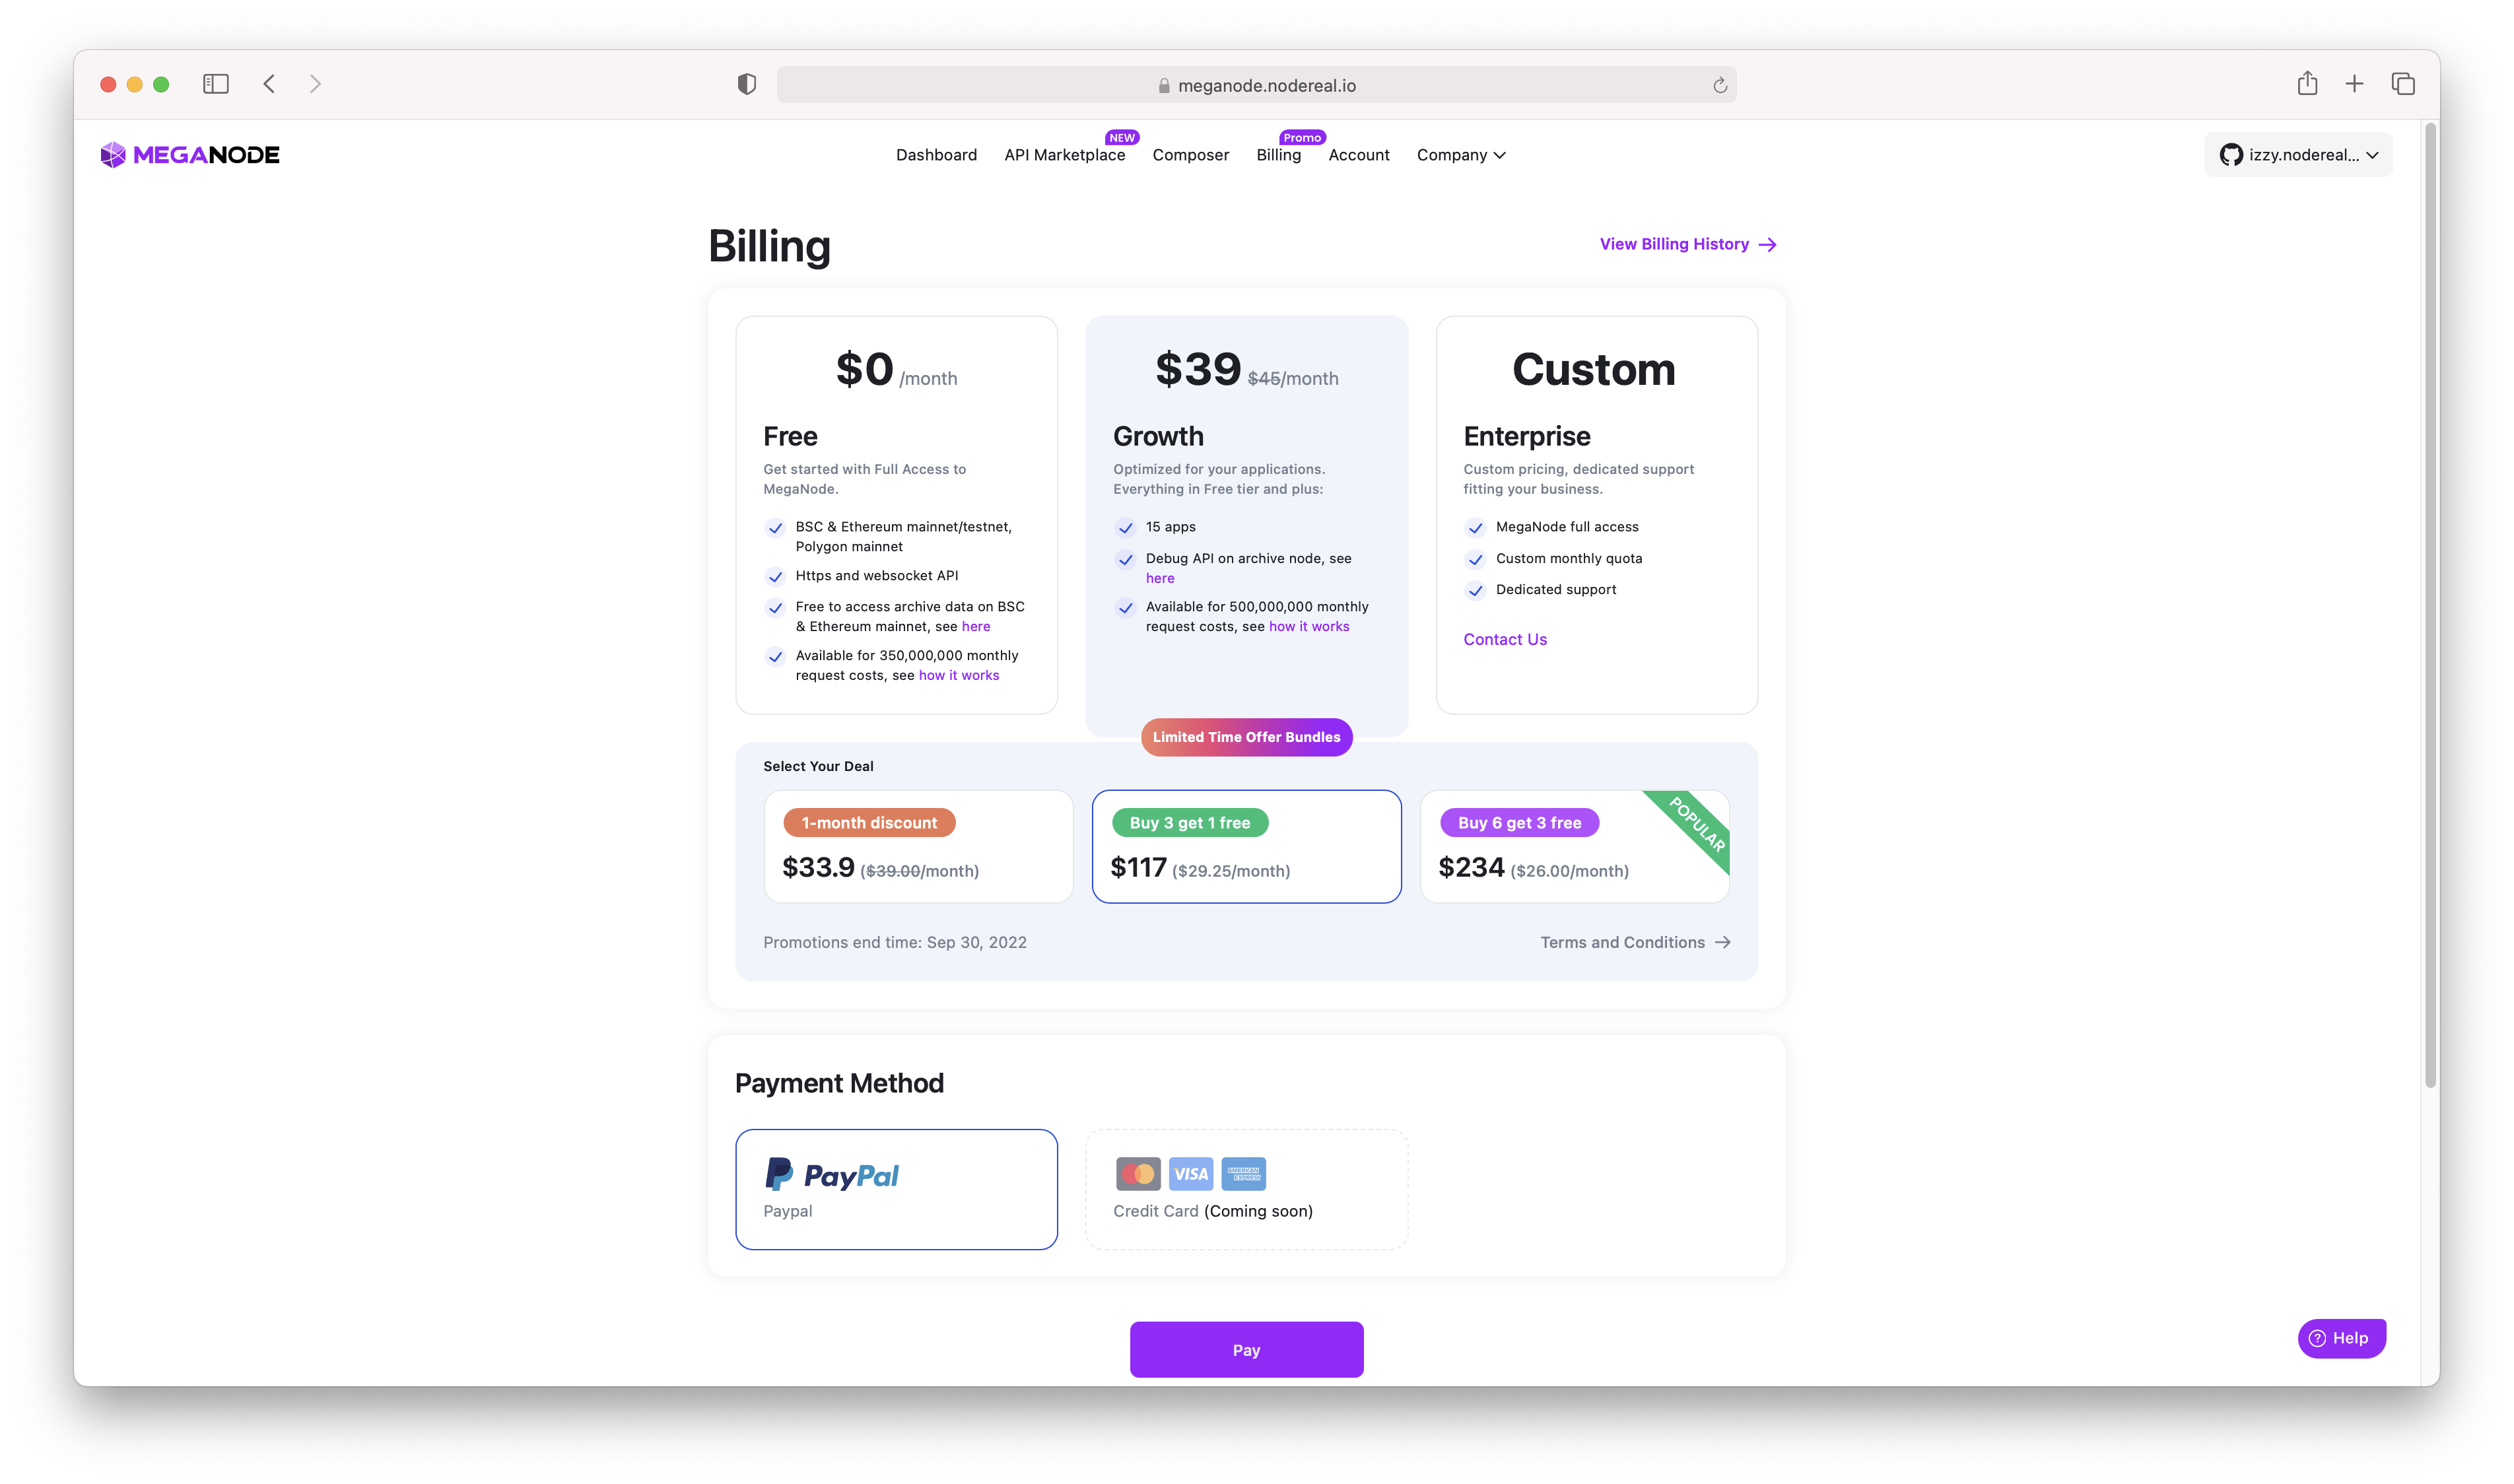 meganode.nodereal.io
MEGANODE
Dashboard
API Marketplace
NEW
Composer
Billing
Promo
Account
Company
izzy.nodereal...
Billing
View Billing History
$0 /month
Free
Get started with Full Access to
MegaNode.
BSC & Ethereum mainnet/testnet,
Polygon mainnet
Https and websocket API
Free to access archive data on BSC
& Ethereum mainnet, see here
Available for 350,000,000 monthly
request costs, see how it works
$39 $45/month
Growth
Optimized for your applications.
Everything in Free tier and plus:
15 apps
Debug API on archive node, see
here
Available for 500,000,000 monthly
request costs, see how it works
Custom
Enterprise
Custom pricing, dedicated support
fitting your business.
MegaNode full access
Custom monthly quota
Dedicated support
Contact Us
Limited Time Offer Bundles
Select Your Deal
1-month discount
$33.9 ($39.00/month)
Buy 3 get 1 free
$117 ($29.25/month)
Buy 6 get 3 free
$234 ($26.00/month)
POPULAR
Promotions end time: Sep 30, 2022
Terms and Conditions
Payment Method
PayPal
Paypal
VISA
AMERICAN
EXPRESS
Credit Card (Coming soon)
Pay
Help